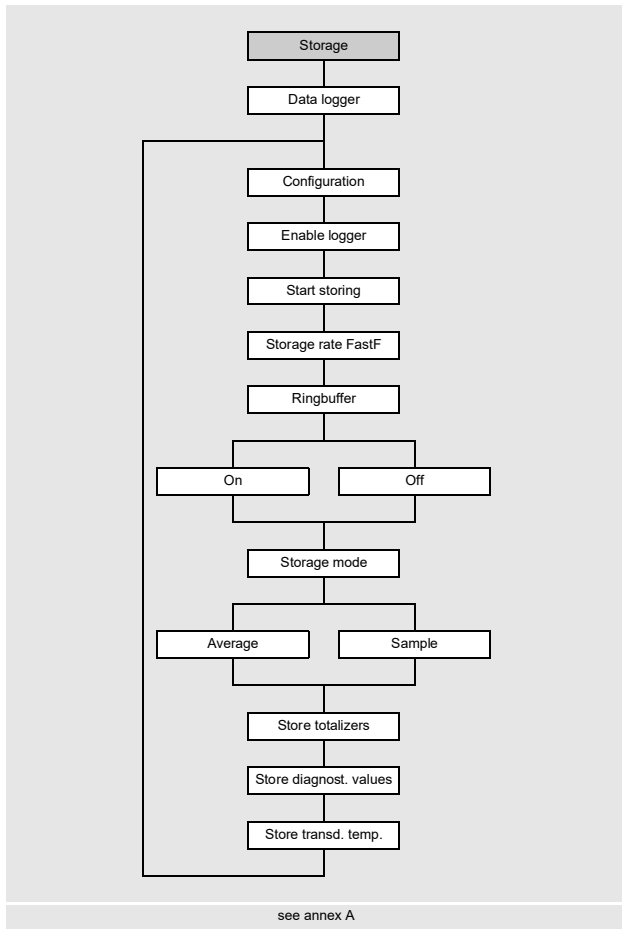 Storage
Data logger
Configuration
Enable logger
Start storing
Storage rate FastF
Ringbuffer
On
Off
Storage mode
Average
Sample
Store totalizers
Store diagnost. values
Store transd. temp.
see annex A